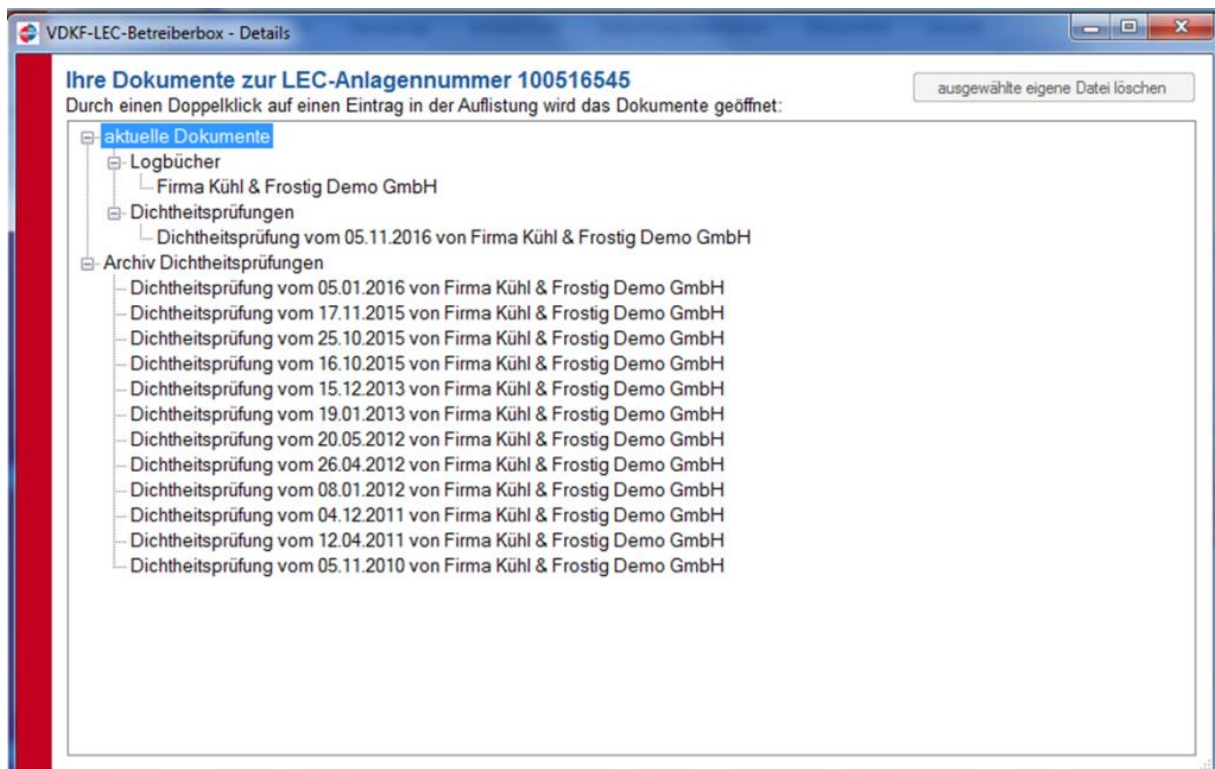 VDKF-LEC-Betreiberbox - Details
Ihre Dokumente zur LEC-Anlagennummer 100516545
ausgewählte eigene Datei löschen
Durch einen Doppelklick auf einen Eintrag in der Auflistung wird das Dokumente geöffnet:
aktuelle Dokumente
Logbücher
Firma Kühl & Frostig Demo GmbH
Dichtheitsprüfungen
Dichtheitsprüfung vom 05.11.2016 von Firma Kühl & Frostig Demo GmbH
Archiv Dichtheitsprüfungen
Dichtheitsprüfung vom 05.01.2016 von Firma Kühl & Frostig Demo GmbH
Dichtheitsprüfung vom 17.11.2015 von Firma Kühl & Frostig Demo GmbH
Dichtheitsprüfung vom 25.10.2015 von Firma Kühl & Frostig Demo GmbH
Dichtheitsprüfung vom 16.10.2015 von Firma Kühl & Frostig Demo GmbH
Dichtheitsprüfung vom 15.12.2013 von Firma Kühl & Frostig Demo GmbH
Dichtheitsprüfung vom 19.01.2013 von Firma Kühl & Frostig Demo GmbH
Dichtheitsprüfung vom 20.05.2012 von Firma Kühl & Frostig Demo GmbH
Dichtheitsprüfung vom 26.04.2012 von Firma Kühl & Frostig Demo GmbH
Dichtheitsprüfung vom 08.01.2012 von Firma Kühl & Frostig Demo GmbH
Dichtheitsprüfung vom 04.12.2011 von Firma Kühl & Frostig Demo GmbH
Dichtheitsprüfung vom 12.04.2011 von Firma Kühl & Frostig Demo GmbH
Dichtheitsprüfung vom 05.11.2010 von Firma Kühl & Frostig Demo GmbH